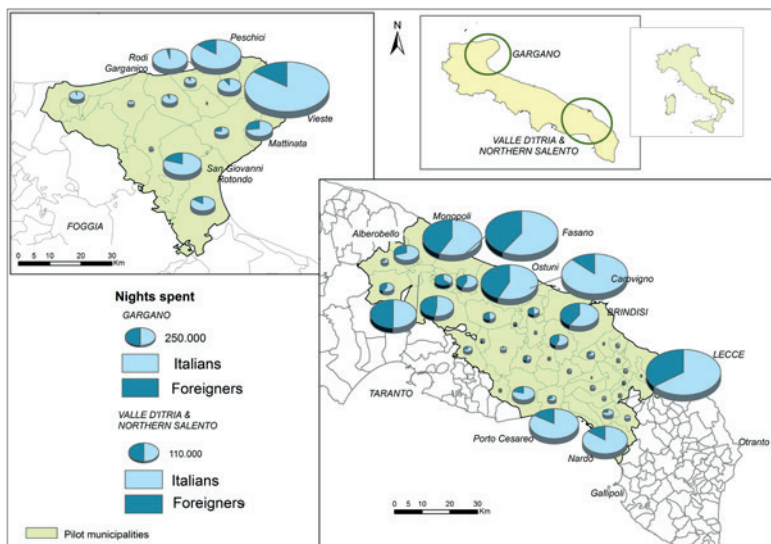 Peschici
Rodi
Garganico
Vieste
Mattinata
San Giovanni
Rotondo
FOGGIA
0 5 10 20 30
Km
N
GARGANO
VALLE D'ITRIA &
NORTHERN SALENTO
Nights spent
GARGANO
250.000
Italians
Foreigners
VALLE D'ITRIA &
NORTHERN SALENTO
110.000
Italians
Foreigners
Pilot municipalities
Monopoli
Alberobello
Fasano
Ostuni
Carovigno
BRINDISI
LECCE
TARANTO
Porto Cesareo
Nardo
Otranto
Gallipoli
0 5 10 20 30
Km